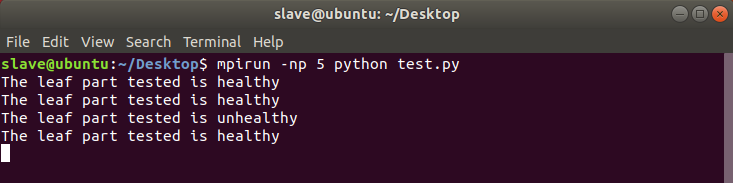 slave@ubuntu: ~/Desktop
File Edit View Search Terminal Help
slave@ubuntu:~/Desktop$ mpirun -np 5 python test.py
The leaf part tested is healthy
The leaf part tested is healthy
The leaf part tested is unhealthy
The leaf part tested is healthy